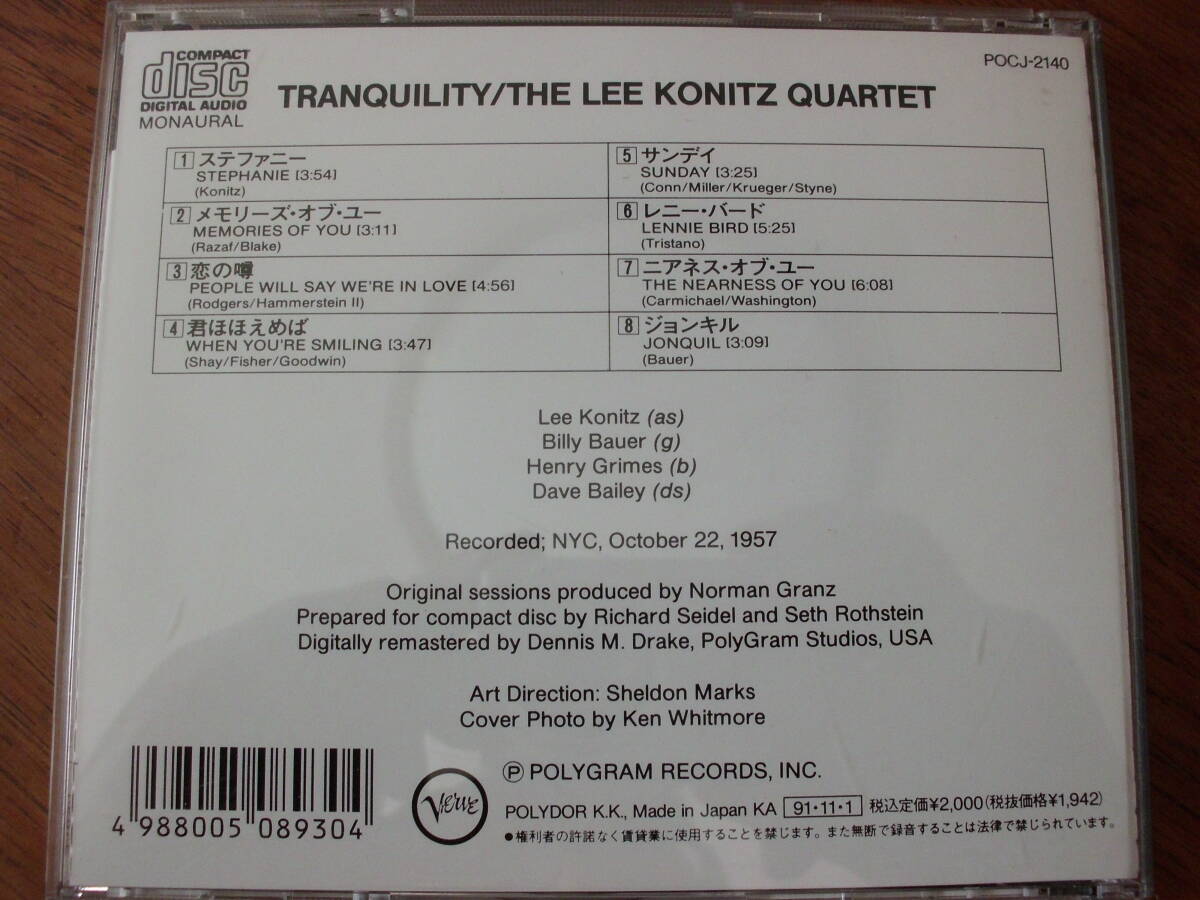 COMPACT
disc
DIGITAL AUDIO
MONAURAL
POCJ-2140
TRANQUILITY/THE LEE KONITZ QUARTET
1 ステファニー
STEPHANIE [3:54]
(Konitz)
2 メモリーズ・オブ・ユー
MEMORIES OF YOU [3:11]
(Razaf/Blake)
3 恋の噂
PEOPLE WILL SAY WE'RE IN LOVE [4:56]
(Rodgers/Hammerstein II)
4 君ほほえめば
WHEN YOU'RE SMILING [3:47]
(Shay/Fisher/Goodwin)
5 サンデイ
SUNDAY [3:25]
(Conn/Miller/Krueger/Styne)
6 レニー・バード
LENNIE BIRD [5:25]
(Tristano)
7 ニアネス・オブ・ユー
THE NEARNESS OF YOU [6:08]
(Carmichael/Washington)
8 ジョンキル
JONQUIL [3:09]
(Bauer)
Lee Konitz (as)
Billy Bauer (g)
Henry Grimes (b)
Dave Bailey (ds)
Recorded; NYC, October 22, 1957
Original sessions produced by Norman Granz
Prepared for compact disc by Richard Seidel and Seth Rothstein
Digitally remastered by Dennis M. Drake, PolyGram Studios, USA
Art Direction: Sheldon Marks
Cover Photo by Ken Whitmore
4 988005 089304
Verve
Ⓟ POLYGRAM RECORDS, INC.
POLYDOR K.K., Made in Japan KA 91・11・1 税込定価¥2,000(税抜価格¥1,942)
●権利者の許諾なく賃貸業に使用することを禁じます。また無断で録音することは法律で禁じられています。